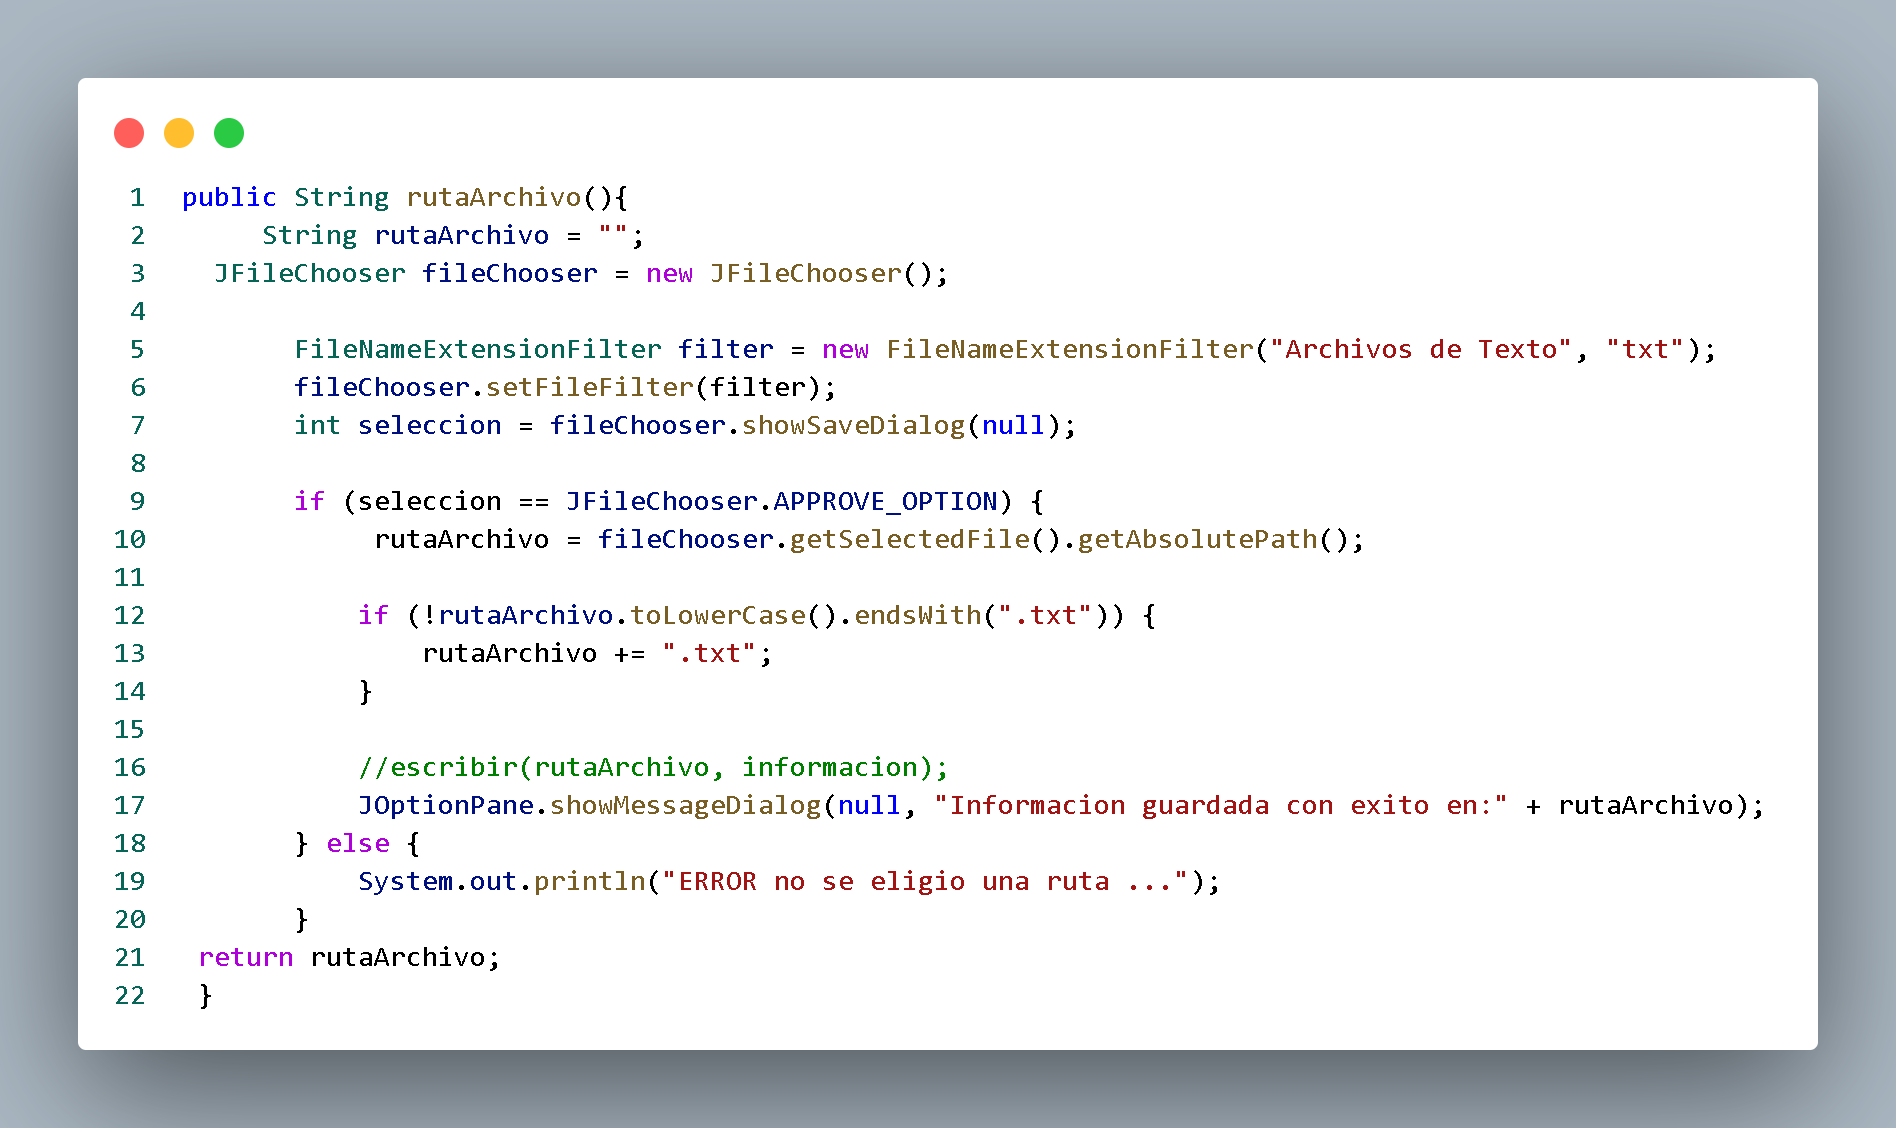 1 public String rutaArchivo(){
2 String rutaArchivo = "";
3 JFileChooser fileChooser = new JFileChooser();
4
5 FileNameExtensionFilter filter = new FileNameExtensionFilter("Archivos de Texto", "txt");
6 fileChooser.setFileFilter(filter);
7 int seleccion = fileChooser.showSaveDialog(null);
8
9 if (seleccion == JFileChooser.APPROVE_OPTION) {
10 rutaArchivo = fileChooser.getSelectedFile().getAbsolutePath();
11
12 if (!rutaArchivo.toLowerCase().endsWith(".txt")) {
13 rutaArchivo += ".txt";
14 }
15
16 //escribir(rutaArchivo, informacion);
17 JOptionPane.showMessageDialog(null, "Informacion guardada con exito en:" + rutaArchivo);
18 } else {
19 System.out.println("ERROR no se eligio una ruta ...");
20 }
21 return rutaArchivo;
22 }